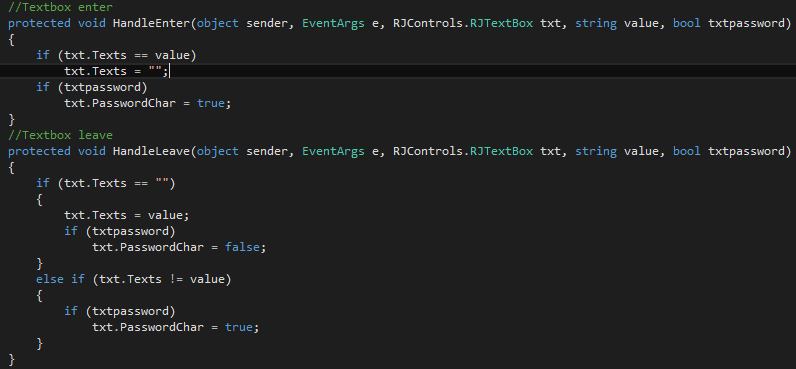 //Textbox enter
protected void HandleEnter(object sender, EventArgs e, RJControls.RJTextBox txt, string value, bool txtpassword)
{
    if (txt.Texts == value)
        txt.Texts = "";
    if (txtpassword)
        txt.PasswordChar = true;
}
//Textbox leave
protected void HandleLeave(object sender, EventArgs e, RJControls.RJTextBox txt, string value, bool txtpassword)
{
    if (txt.Texts == "")
    {
        txt.Texts = value;
        if (txtpassword)
            txt.PasswordChar = false;
    }
    else if (txt.Texts != value)
    {
        if (txtpassword)
            txt.PasswordChar = true;
    }
}